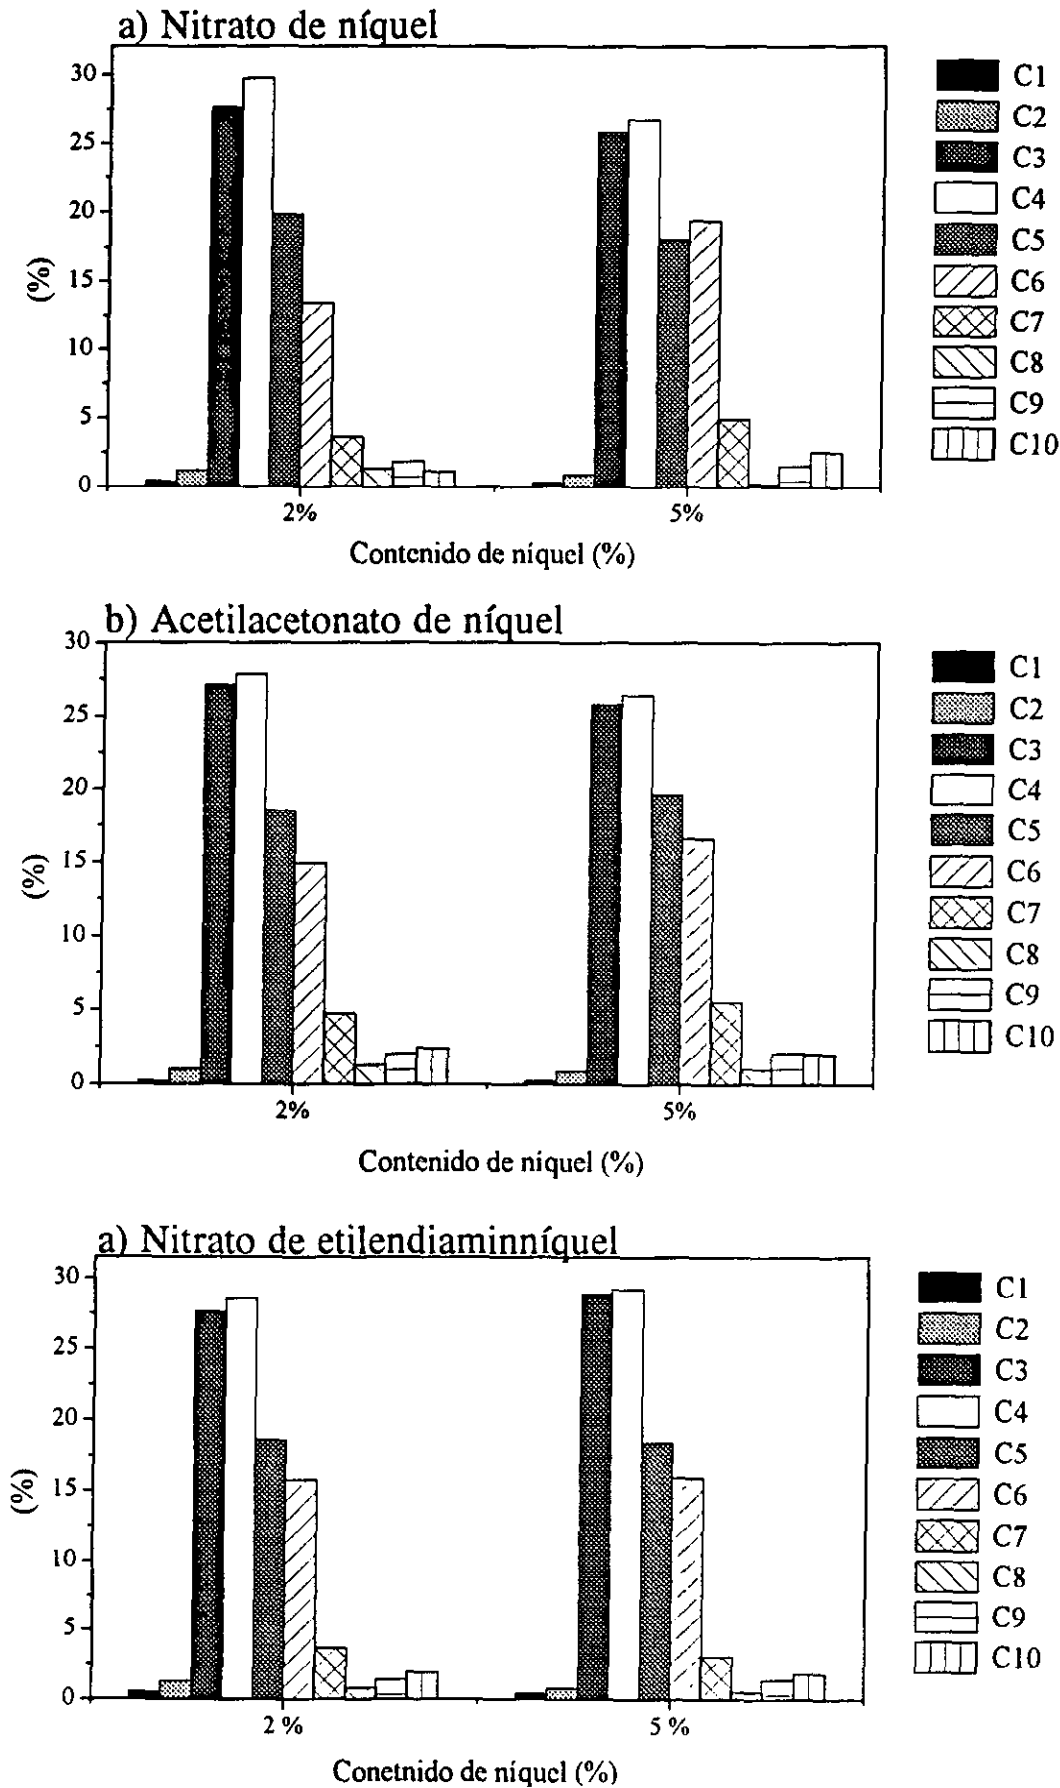 a) Nitrato de níquel
30
25
20
15
10
5
0
(%)
2%
5%
Contenido de níquel (%)
C1
C2
C3
C4
C5
C6
C7
C8
C9
C10
b) Acetilacetonato de níquel
30
25
20
15
10
5
0
(%)
2%
5%
Contenido de níquel (%)
C1
C2
C3
C4
C5
C6
C7
C8
C9
C10
a) Nitrato de etilendiaminníquel
30
25
20
15
10
5
0
(%)
2 %
5 %
Conetnido de níquel (%)
C1
C2
C3
C4
C5
C6
C7
C8
C9
C10